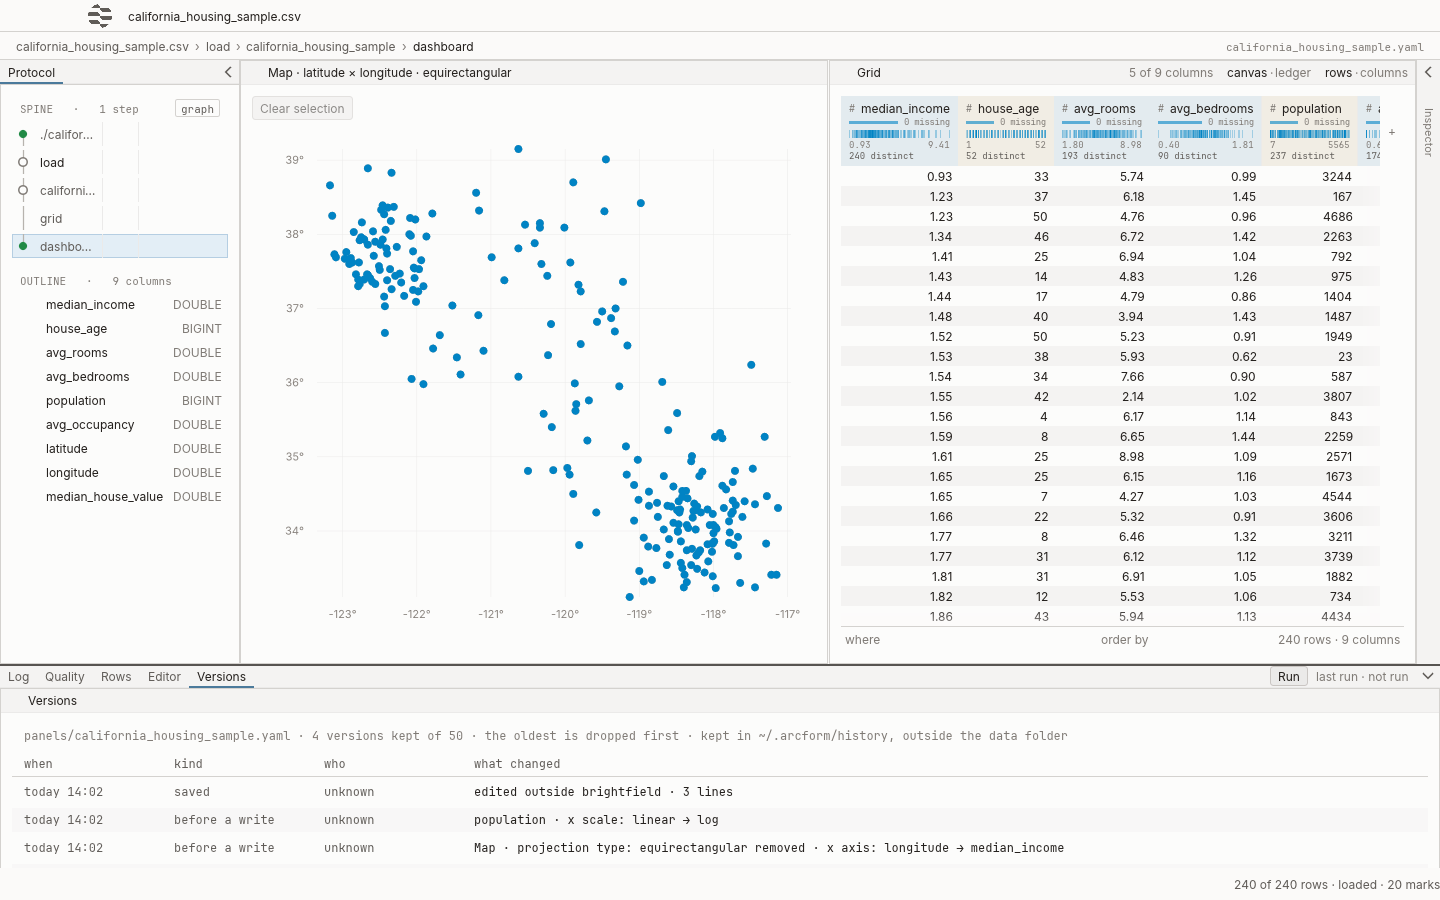 california_housing_sample.csv
california_housing_sample.csv › load › california_housing_sample › dashboard
california_housing_sample.yaml
Protocol
SPINE · 1 step graph
./califor...
load
californi...
grid
dashbo...
OUTLINE · 9 columns
median_income DOUBLE
house_age BIGINT
avg_rooms DOUBLE
avg_bedrooms DOUBLE
population BIGINT
avg_occupancy DOUBLE
latitude DOUBLE
longitude DOUBLE
median_house_value DOUBLE
Map · latitude × longitude · equirectangular
Clear selection
39°
38°
37°
36°
35°
34°
-123° -122° -121° -120° -119° -118° -117°
Grid 5 of 9 columns canvas · ledger rows · columns
# median_income # house_age # avg_rooms # avg_bedrooms # population # a
0 missing 0 missing 0 missing 0 missing 0 missing
0.93 9.41 1 52 1.80 8.98 0.40 1.81 7 5565 0.6
240 distinct 52 distinct 193 distinct 90 distinct 237 distinct 174
+
0.93 33 5.74 0.99 3244
1.23 37 6.18 1.45 167
1.23 50 4.76 0.96 4686
1.34 46 6.72 1.42 2263
1.41 25 6.94 1.04 792
1.43 14 4.83 1.26 975
1.44 17 4.79 0.86 1404
1.48 40 3.94 1.43 1487
1.52 50 5.23 0.91 1949
1.53 38 5.93 0.62 23
1.54 34 7.66 0.90 587
1.55 42 2.14 1.02 3807
1.56 4 6.17 1.14 843
1.59 8 6.65 1.44 2259
1.61 25 8.98 1.09 2571
1.65 25 6.15 1.16 1673
1.65 7 4.27 1.03 4544
1.66 22 5.32 0.91 3606
1.77 8 6.46 1.32 3211
1.77 31 6.12 1.12 3739
1.81 31 6.91 1.05 1882
1.82 12 5.53 1.06 734
1.86 43 5.94 1.13 4434
where order by 240 rows · 9 columns
Inspector
Log Quality Rows Editor Versions Run last run · not run
Versions
panels/california_housing_sample.yaml · 4 versions kept of 50 · the oldest is dropped first · kept in ~/.arcform/history, outside the data folder
when kind who what changed
today 14:02 saved unknown edited outside brightfield · 3 lines
today 14:02 before a write unknown population · x scale: linear → log
today 14:02 before a write unknown Map · projection type: equirectangular removed · x axis: longitude → median_income
240 of 240 rows · loaded · 20 marks